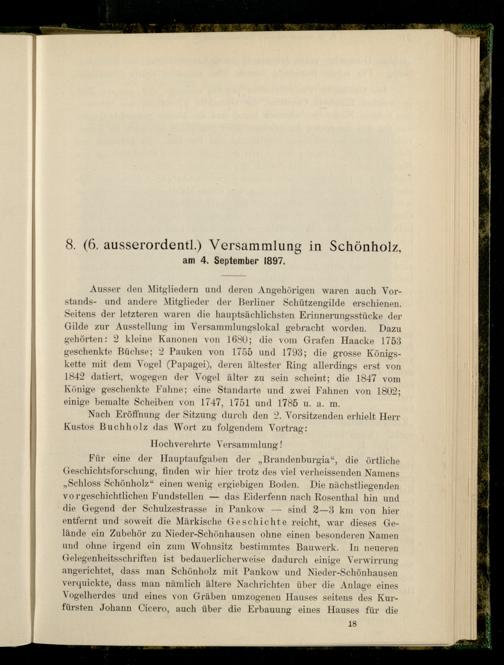 8. (6. ausserordentl.) Versammlung in Schönholz,
am 4. September 1897.
Ausser den Mitgliedern und deren Angehörigen waren auch Vor-
stands- und andere Mitglieder der Berliner Schützengilde erschienen.
Seitens der letzteren waren die hauptsächlichsten Erinnerungsstücke der
Gilde zur Ausstellung im Versammlungslokal gebracht worden. Dazu
gehörten: 2 kleine Kanonen von 1680; die vom Grafen Haacke 1753
geschenkte Büchse; 2 Pauken von 1755 und 1793; die grosse Königs-
kette mit dem Vogel (Papagei), deren ältester Ring allerdings erst von
1842 datiert, wogegen der Vogel älter zu sein scheint; die 1847 vom
Könige geschenkte Fahne; eine Standarte und zwei Fahnen von 1802;
einige bemalte Scheiben von 1747, 1751 und 1785 u. a. m.
Nach Eröffnung der Sitzung durch den 2. Vorsitzenden erhielt Herr
Kustos Buchholz das Wort zu folgendem Vortrag:
Hochverehrte Versammlung!
Für eine der Hauptaufgaben der „Brandenburgia“, die örtliche
Geschichtsforschung, finden wir hier trotz des viel verheissenden Namens
„Schloss Schönholz“ einen wenig ergiebigen Boden. Die nächstliegenden
vorgeschichtlichen Fundstellen — das Eiderfenn nach Rosenthal hin und
die Gegend der Schulzestrasse in Pankow — sind 2—3 km von hier
entfernt und soweit die Märkische Geschichte reicht, war dieses Ge-
lände ein Zubehör zu Nieder-Schönhausen ohne einen besonderen Namen
und ohne irgend ein zum Wohnsitz bestimmtes Bauwerk. In neueren
Gelegenheitsschriften ist bedauerlicherweise dadurch einige Verwirrung
angerichtet, dass man Schönholz mit Pankow und Nieder-Schönhausen
verquickte, dass man nämlich ältere Nachrichten über die Anlage eines
Vogelherdes und eines von Gräben umzogenen Hauses seitens des Kur-
fürsten Johann Cicero, auch über die Erbauung eines Hauses für die
18